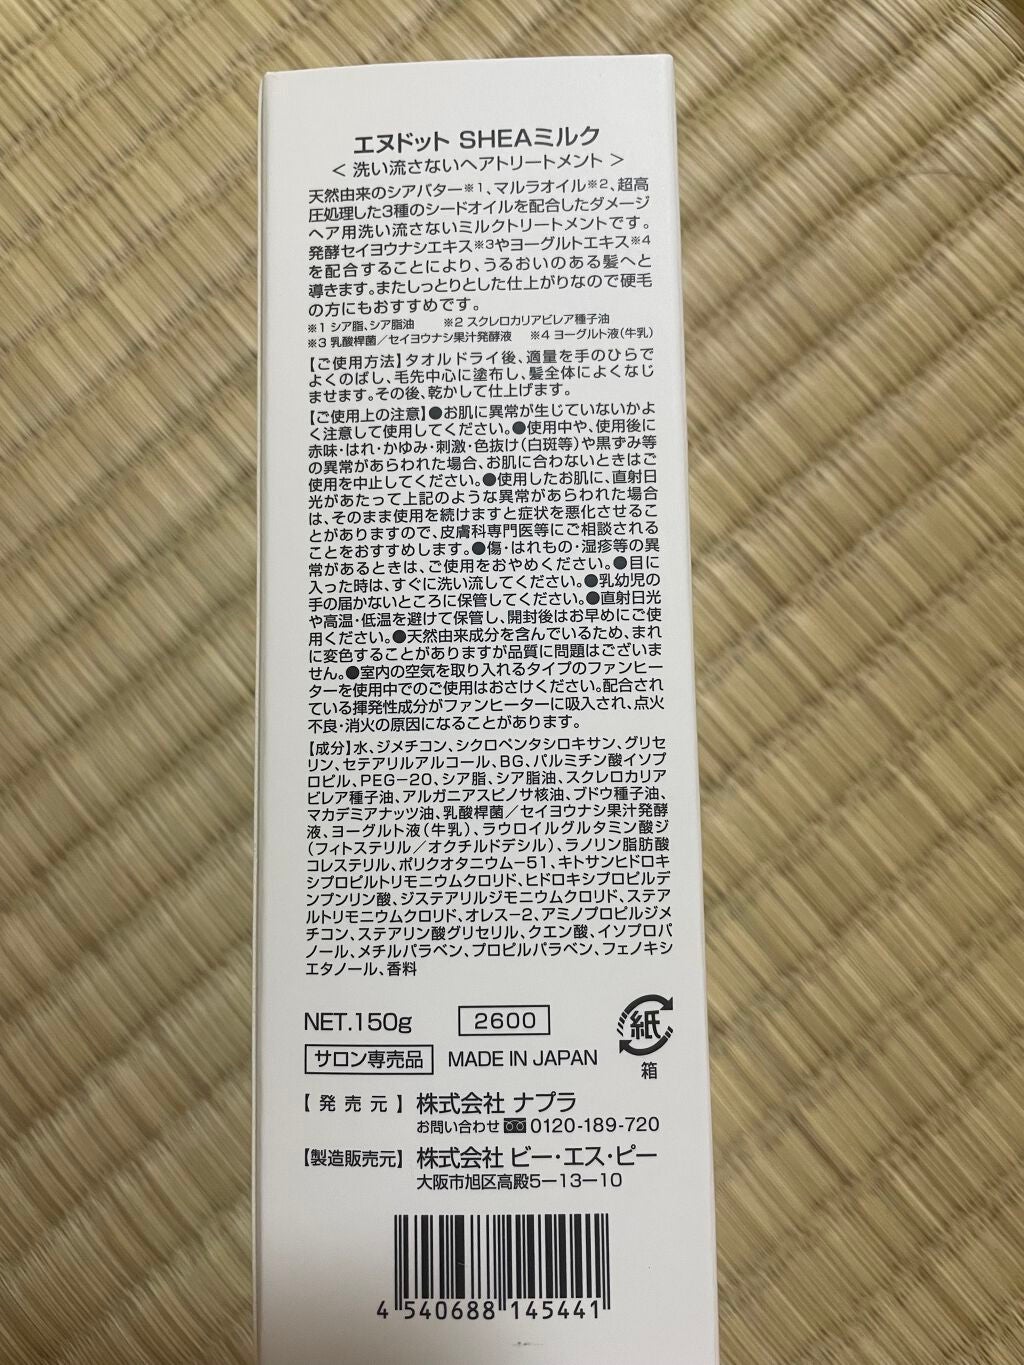 エヌドット SHEAミルク
＜ 洗い流さないヘアトリートメント ＞
天然由来のシアバター※1、マルラオイル※2、超高
圧処理した3種のシードオイルを配合したダメージ
ヘア用洗い流さないミルクトリートメントです。
発酵セイヨウナシエキス※3やヨーグルトエキス※4
を配合することにより、うるおいのある髪へと
導きます。またしっとりとした仕上がりなので硬毛
の方にもおすすめです。
※1 シア脂、シア脂油 ※2 スクレロカリアビレア種子油
※3 乳酸桿菌／セイヨウナシ果汁発酵液 ※4 ヨーグルト液(牛乳)
【ご使用方法】タオルドライ後、適量を手のひらで
よくのばし、毛先中心に塗布し、髪全体によくなじ
ませます。その後、乾かして仕上げます。
【ご使用上の注意】●お肌に異常が生じていないかよ
く注意して使用してください。●使用中や、使用後に
赤味・はれ・かゆみ・刺激・色抜け(白斑等)や黒ずみ等
の異常があらわれた場合、お肌に合わないときはご
使用を中止してください。●使用したお肌に、直射日
光があたって上記のような異常があらわれた場合
は、そのまま使用を続けますと症状を悪化させるこ
とがありますので、皮膚科専門医等にご相談される
ことをおすすめします。●傷・はれもの・湿疹等の異
常があるときは、ご使用をおやめください。●目に
入った時は、すぐに洗い流してください。●乳幼児の
手の届かないところに保管してください。●直射日光
や高温・低温を避けて保管し、開封後はお早めにご使
用ください。●天然由来成分を含んでいるため、まれ
に変色することがありますが品質に問題はございま
せん。●室内の空気を取り入れるタイプのファンヒー
ターを使用中でのご使用はおさけください。配合され
ている揮発性成分がファンヒーターに吸入され、点火
不良・消火の原因になることがあります。
【成分】水、ジメチコン、シクロペンタシロキサン、グリセ
リン、セテアリルアルコール、BG、パルミチン酸イソプ
ロピル、PEG-20、シア脂、シア脂油、スクレロカリア
ビレア種子油、アルガニアスピノサ核油、ブドウ種子油、
マカデミアナッツ油、乳酸桿菌／セイヨウナシ果汁発酵
液、ヨーグルト液(牛乳)、ラウロイルグルタミン酸ジ
(フィトステリル／オクチルドデシル)、ラノリン脂肪酸
コレステリル、ポリクオタニウム-51、キトサンヒドロキ
シプロピルトリモニウムクロリド、ヒドロキシプロピルデ
ンプンリン酸、ジステアリルジモニウムクロリド、ステア
ルトリモニウムクロリド、オレス-2、アミノプロピルジメ
チコン、ステアリン酸グリセリル、クエン酸、イソプロパ
ノール、メチルパラベン、プロピルパラベン、フェノキシ
エタノール、香料
NET.150g 2600 紙
サロン専売品 MADE IN JAPAN 箱
【発売元】 株式会社 ナプラ
お問い合わせ 0120-189-720
【製造販売元】 株式会社 ビー・エス・ピー
大阪市旭区高殿5-13-10
4 540688 145441